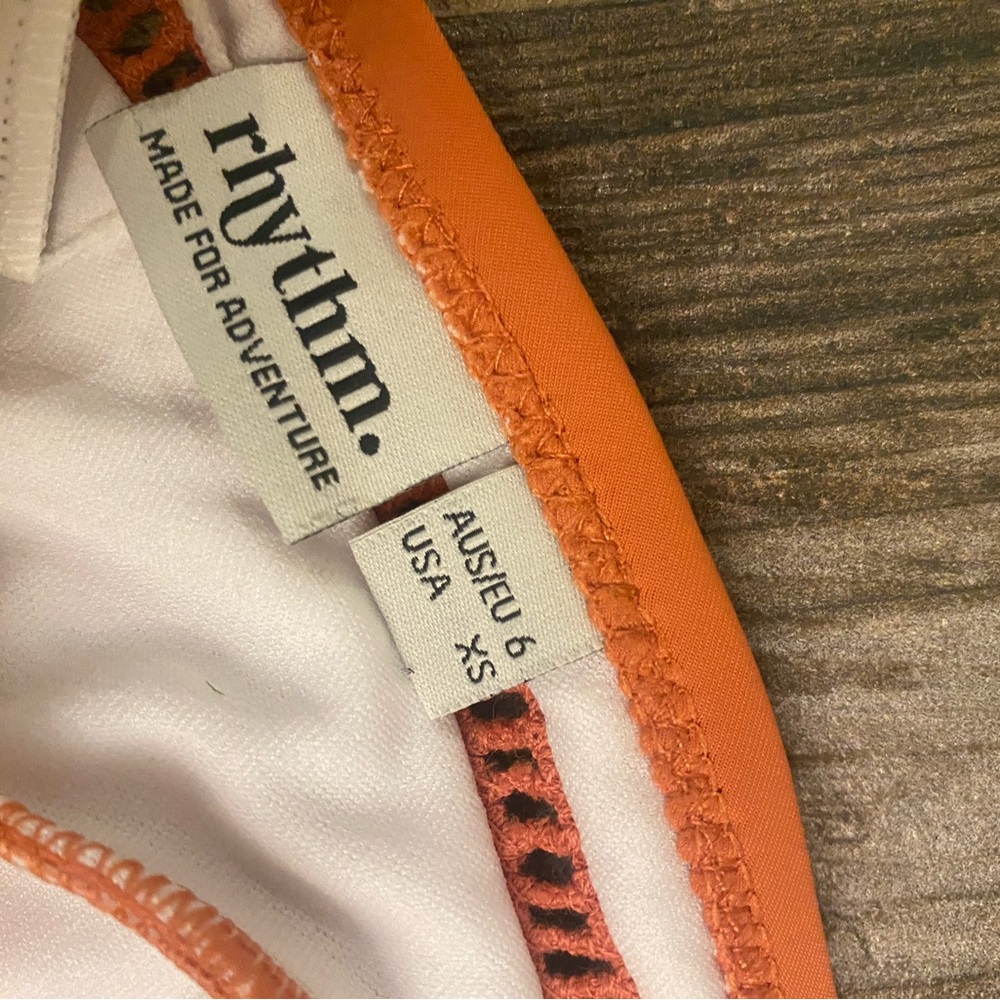 rhythm.
MADE FOR ADVENTURE
AUS/EU 6
USA XS